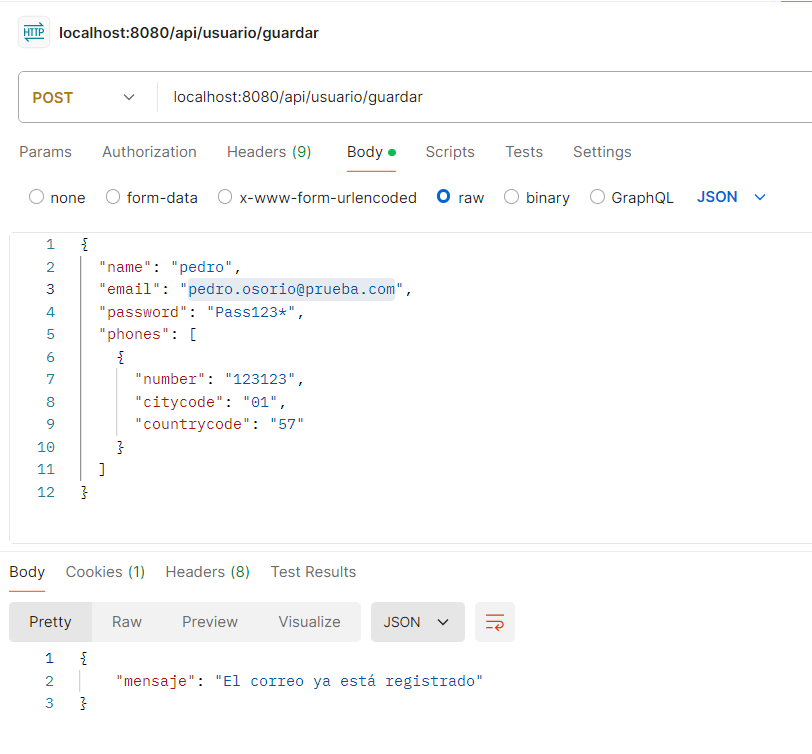 HTTP localhost:8080/api/usuario/guardar
POST localhost:8080/api/usuario/guardar
Params Authorization Headers (9) Body Scripts Tests Settings
none form-data x-www-form-urlencoded raw binary GraphQL JSON
1 {
2 "name": "pedro",
3 "email": "pedro.osorio@prueba.com",
4 "password": "Pass123*",
5 "phones": [
6 {
7 "number": "123123",
8 "citycode": "01",
9 "countrycode": "57"
10 }
11 ]
12 }
Body Cookies (1) Headers (8) Test Results
Pretty Raw Preview Visualize JSON
1 {
2 "mensaje": "El correo ya está registrado"
3 }